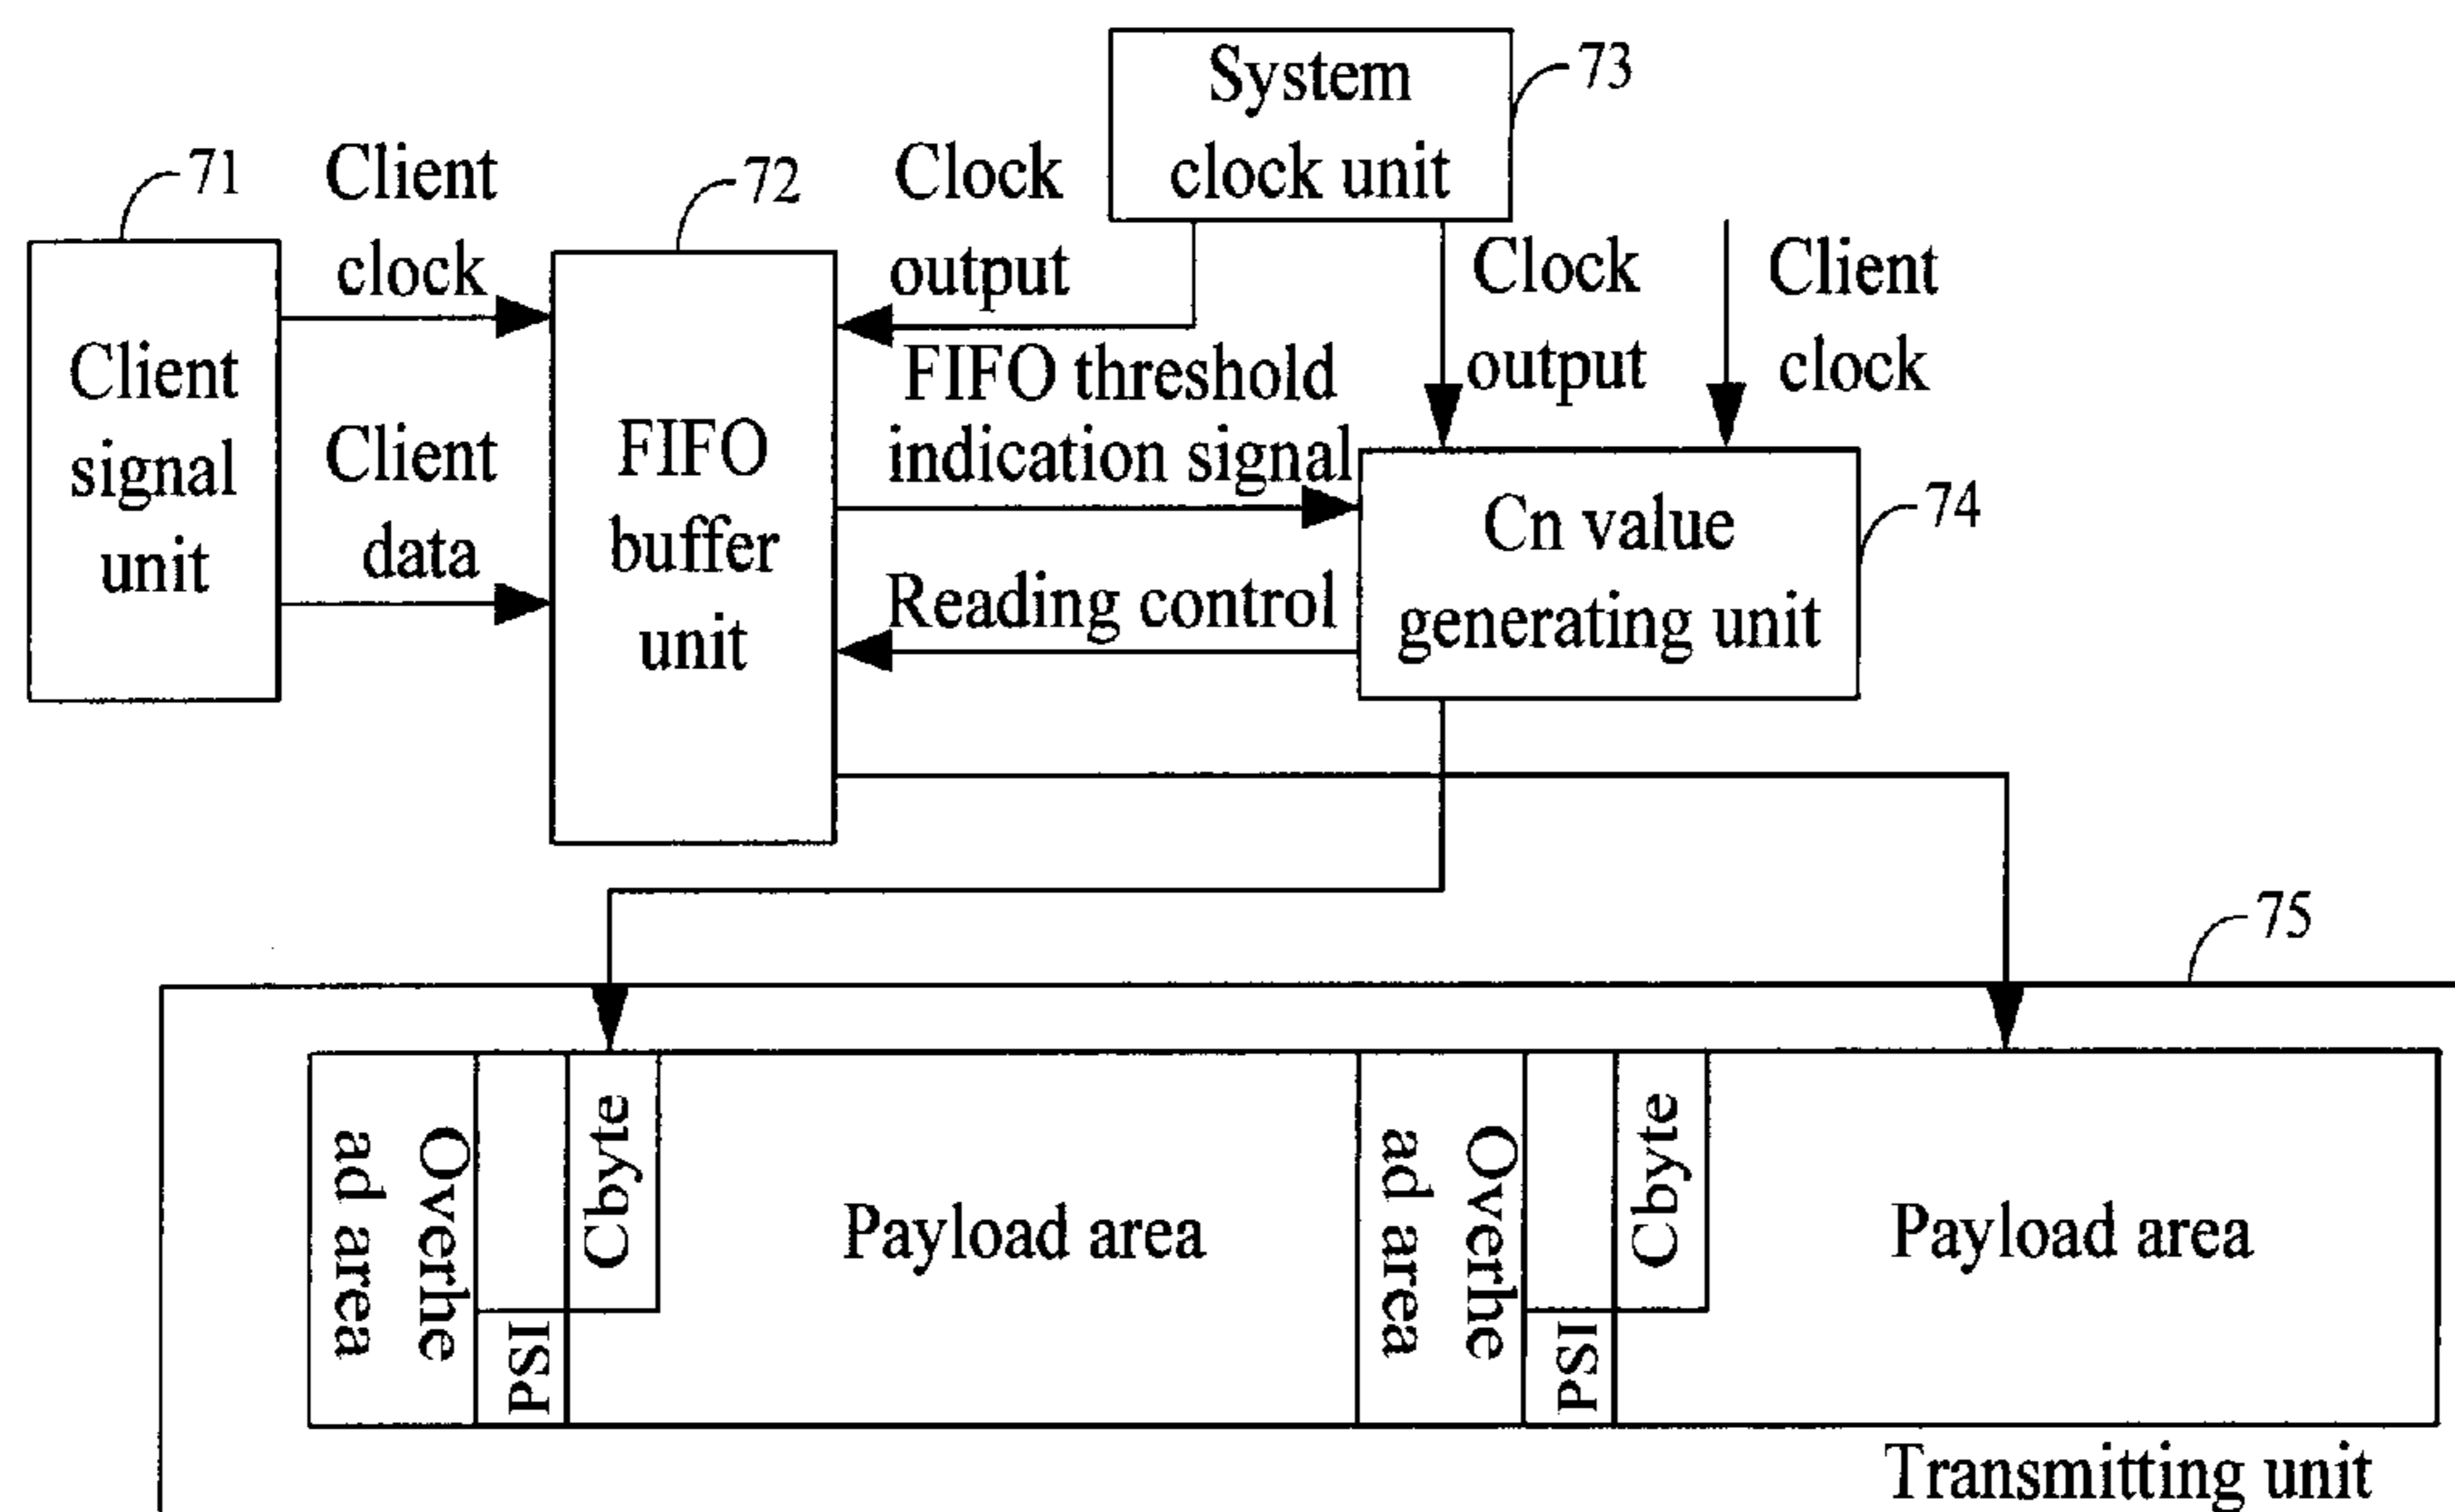 System
clock unit
73
71
Client
clock
72
Clock
output
Clock
output
Client
clock
Client
signal
unit
Client
data
FIFO
buffer
unit
FIFO threshold
indication signal
Reading control
Cn value
generating unit
74
75
Overhe
ad area
PSI
Cbyte
Payload area
Overhe
ad area
PSI
Cbyte
Payload area
Transmitting unit